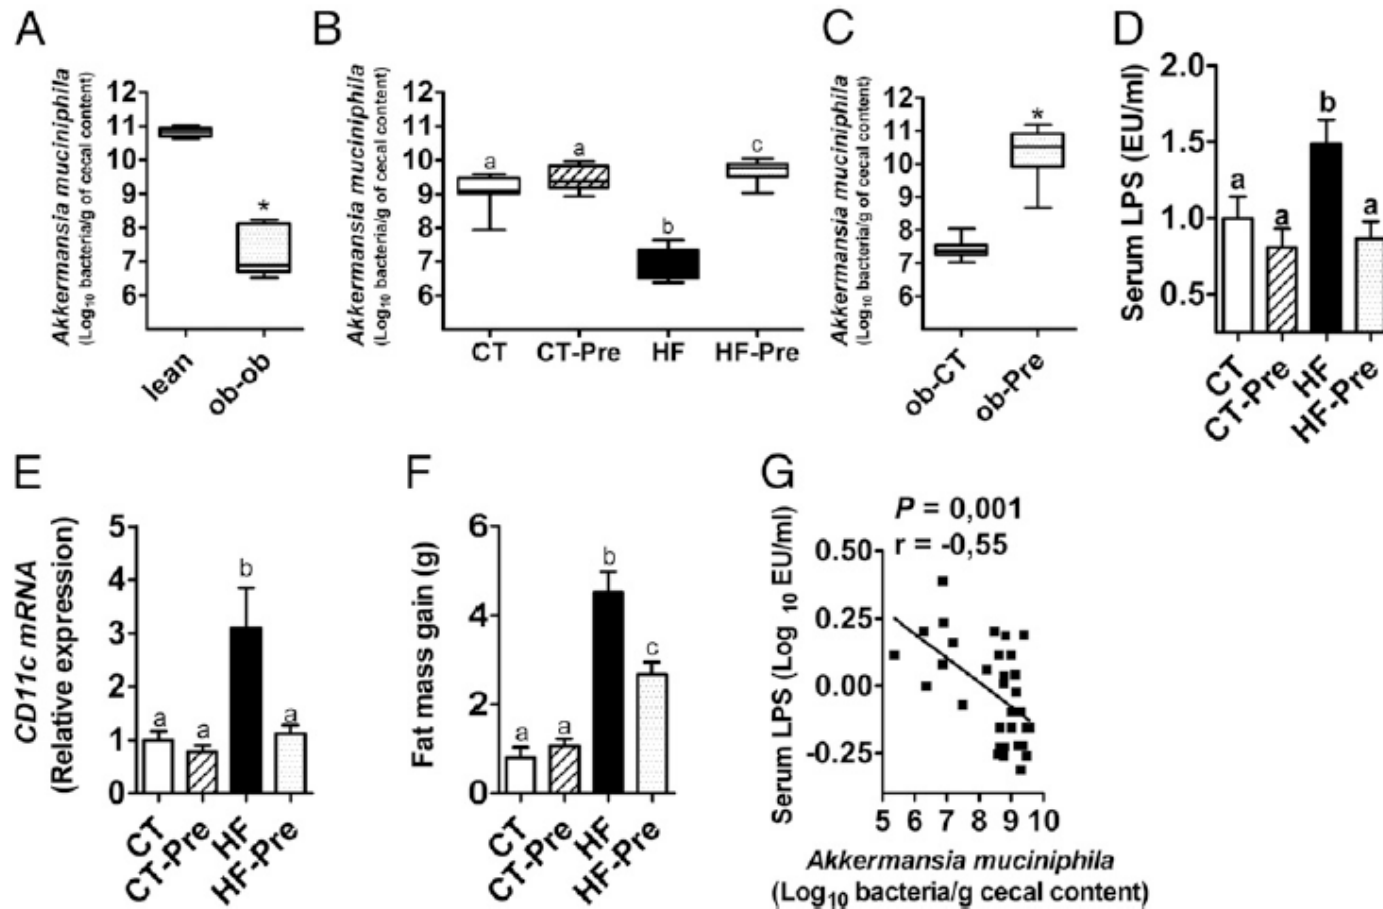 A
Akkermansia muciniphila
(Log10 bacteria/g of cecal content)
12
11
10
9
8
7
6
*
lean
ob-ob
B
Akkermansia muciniphila
(Log10 bacteria/g of cecal content)
12
11
10
9
8
7
6
a
a
b
c
CT
CT-Pre
HF
HF-Pre
C
Akkermansia muciniphila
(Log10 bacteria/g of cecal content)
12
11
10
9
8
7
6
*
ob-CT
ob-Pre
D
Serum LPS (EU/ml)
2.0
1.5
1.0
0.5
a
a
b
a
CT
CT-Pre
HF
HF-Pre
E
CD11c mRNA
(Relative expression)
5
4
3
2
1
0
a
a
b
a
CT
CT-Pre
HF
HF-Pre
F
Fat mass gain (g)
6
4
2
0
a
a
b
c
CT
CT-Pre
HF
HF-Pre
G
P = 0,001
r = -0,55
Serum LPS (Log 10 EU/ml)
0.50
0.25
0.00
-0.25
5 6 7 8 9 10
Akkermansia muciniphila
(Log10 bacteria/g cecal content)